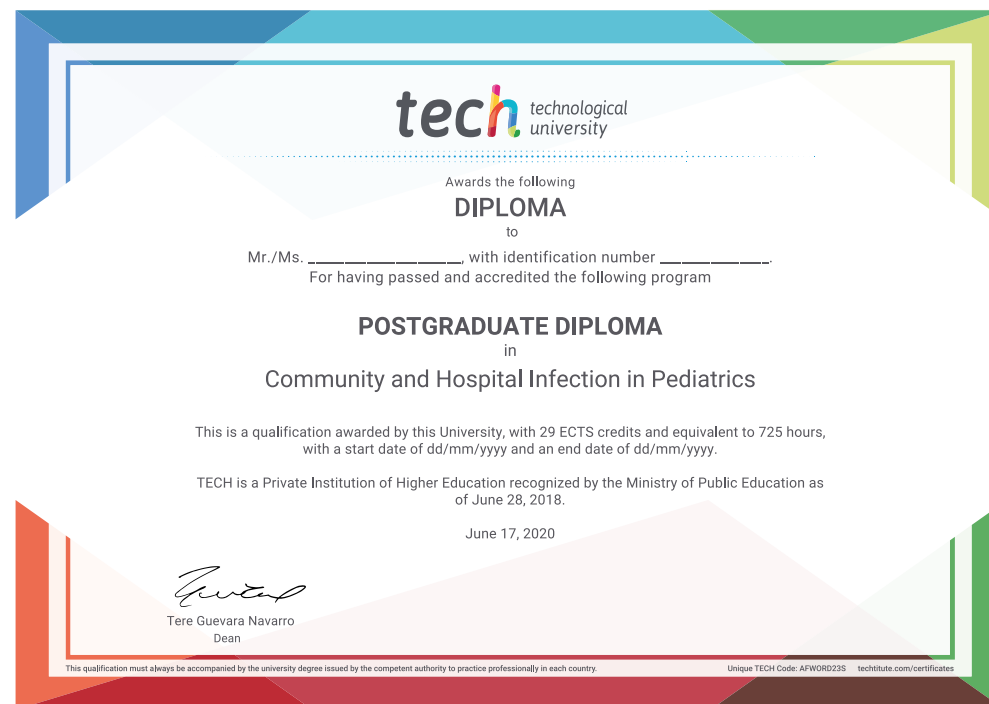 tech technological
university
Awards the following
DIPLOMA
to
Mr./Ms. ____________________, with identification number ______________.
For having passed and accredited the following program
POSTGRADUATE DIPLOMA
in
Community and Hospital Infection in Pediatrics
This is a qualification awarded by this University, with 29 ECTS credits and equivalent to 725 hours,
with a start date of dd/mm/yyyy and an end date of dd/mm/yyyy.
TECH is a Private Institution of Higher Education recognized by the Ministry of Public Education as
of June 28, 2018.
June 17, 2020
Tere Guevara Navarro
Dean
This qualification must always be accompanied by the university degree issued by the competent authority to practice professionally in each country.
Unique TECH Code: AFWORD23S techtitute.com/certificates